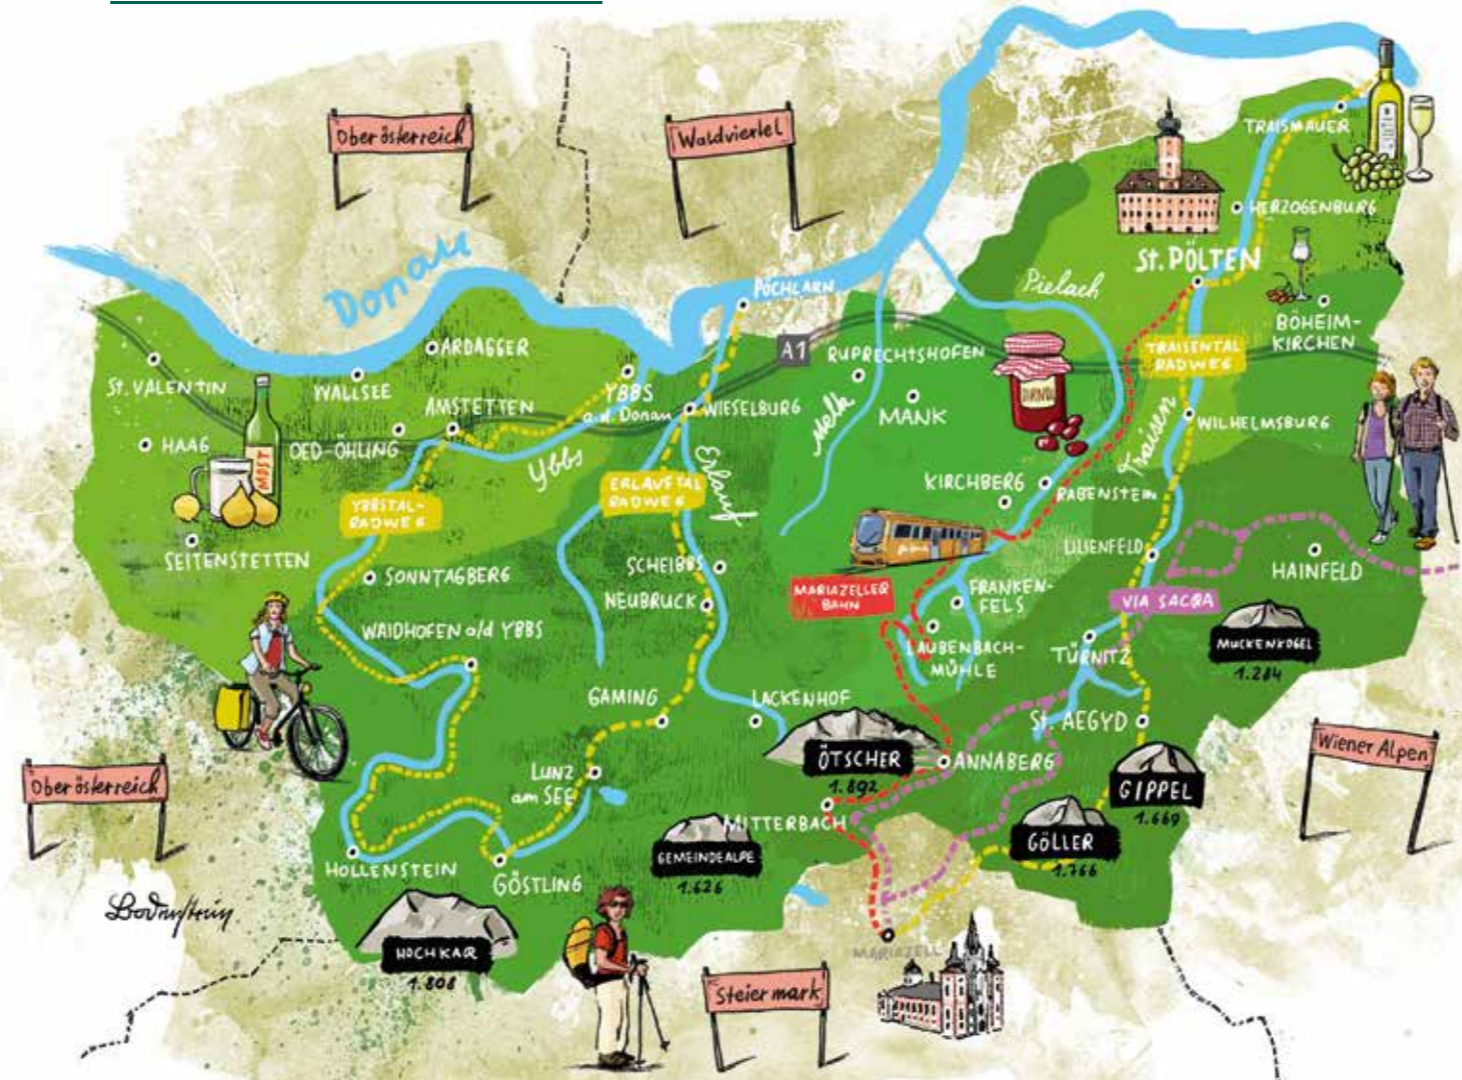 Oberösterreich
Waldviertel
TRAISMAUER
HERZOGENBURG
St. PÖLTEN
Donau
PÖCHLARN
Pielach
BÖHEIM-
KIRCHEN
ARDAGGER
A1
RUPRECHTSHOFEN
TRAISENTAL
RADWEG
St. VALENTIN
WALLSEE
YBBS
a.d. Donau
AMSTETTEN
WIESELBURG
Melk
MANK
DIRNDL
WILHELMSBURG
HAAG
MOST
OED-ÖHLING
Ybbs
Erlauf
Traisen
YBBSTAL-
RADWEG
ERLAUFTAL
RADWEG
KIRCHBERG
RABENSTEIN
SEITENSTETTEN
SONNTAGBERG
SCHEIBBS
LILIENFELD
HAINFELD
NEUBRUCK
MARIAZELLER
BAHN
FRANKEN-
FELS
VIA SACRA
WAIDHOFEN a/d YBBS
LAUBENBACH-
MÜHLE
TÜRNITZ
MUCKENKOGEL
1.284
GAMING
LACKENHOF
St. AEGYD
Oberösterreich
LUNZ
am SEE
ÖTSCHER
1.892
ANNABERG
GIPPEL
1.669
Wiener Alpen
MITTERBACH
GÖLLER
1.766
GEMEINDEALPE
1.626
HOLLENSTEIN
GÖSTLING
HOCHKAR
1.808
MARIAZELL
Steiermark